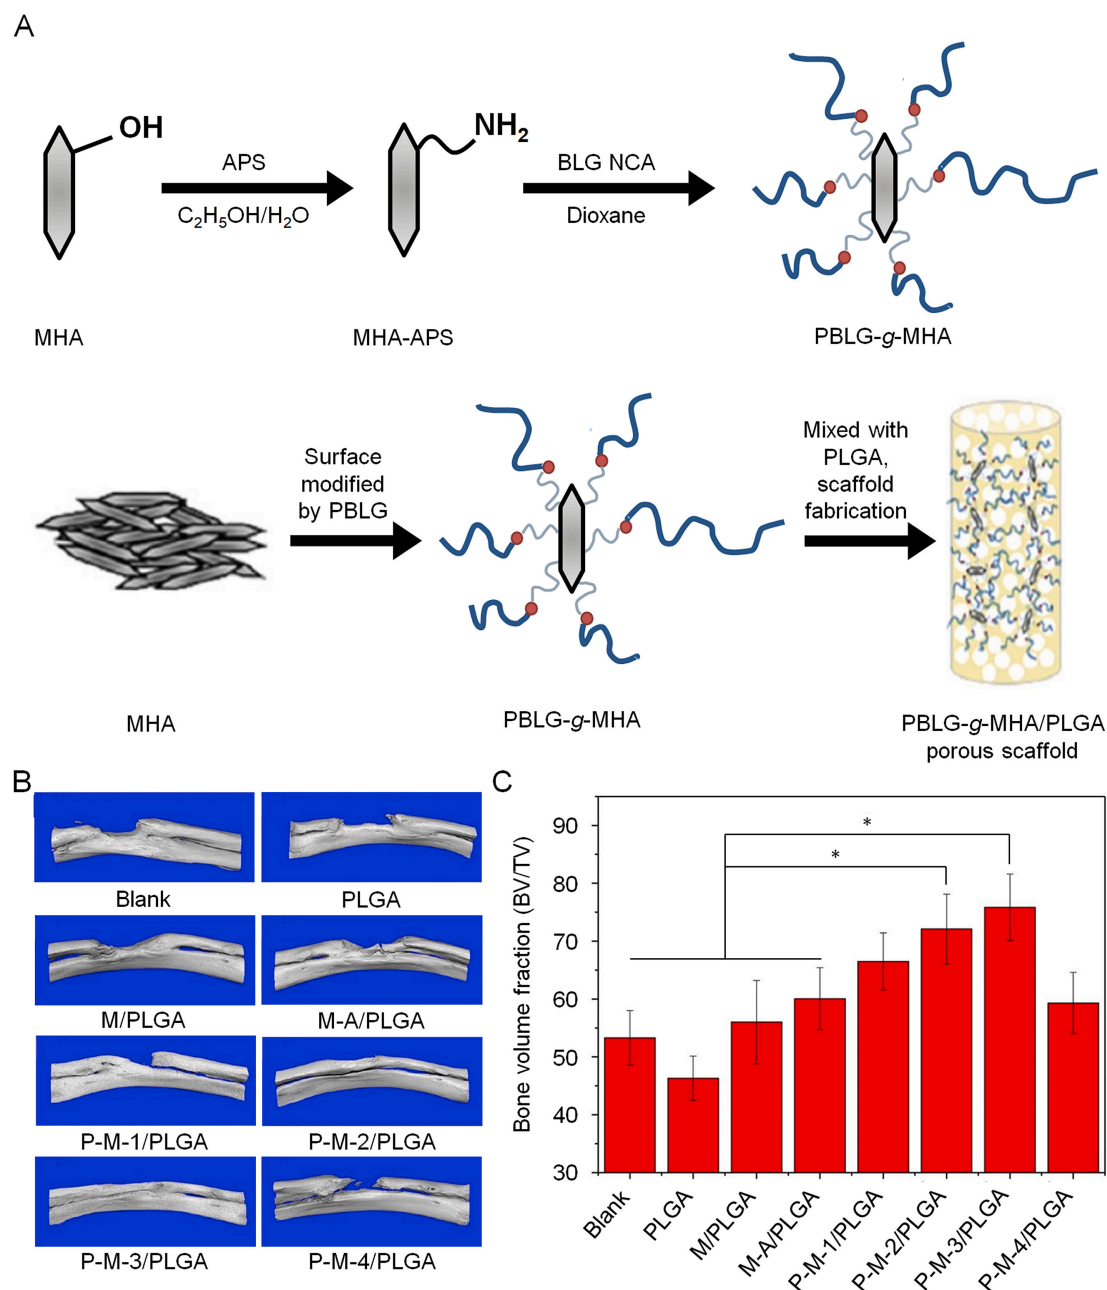 A
OH
NH₂
APS
C₂H₅OH/H₂O
BLG NCA
Dioxane
MHA
MHA-APS
PBLG-g-MHA
Surface
modified
by PBLG
Mixed with
PLGA,
scaffold
fabrication
MHA
PBLG-g-MHA
PBLG-g-MHA/PLGA
porous scaffold
B
Blank
PLGA
M/PLGA
M-A/PLGA
P-M-1/PLGA
P-M-2/PLGA
P-M-3/PLGA
P-M-4/PLGA
C
Bone volume fraction (BV/TV)
90
80
70
60
50
40
30
*
*
Blank
PLGA
M/PLGA
M-A/PLGA
P-M-1/PLGA
P-M-2/PLGA
P-M-3/PLGA
P-M-4/PLGA